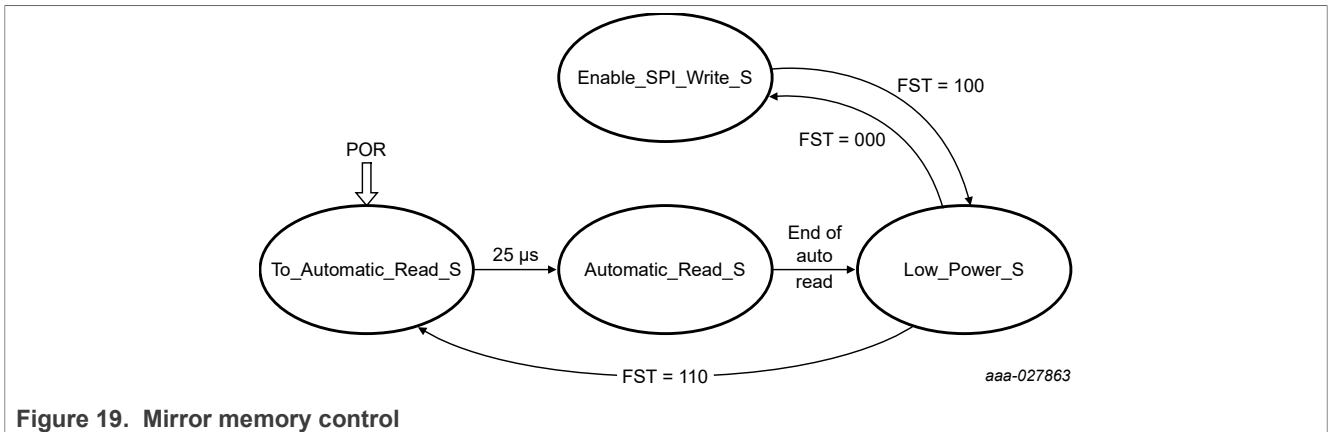 Enable_SPI_Write_S
FST = 100
FST = 000
POR
To_Automatic_Read_S
25 µs
Automatic_Read_S
End of
auto
read
Low_Power_S
FST = 110
aaa-027863
Figure 19. Mirror memory control